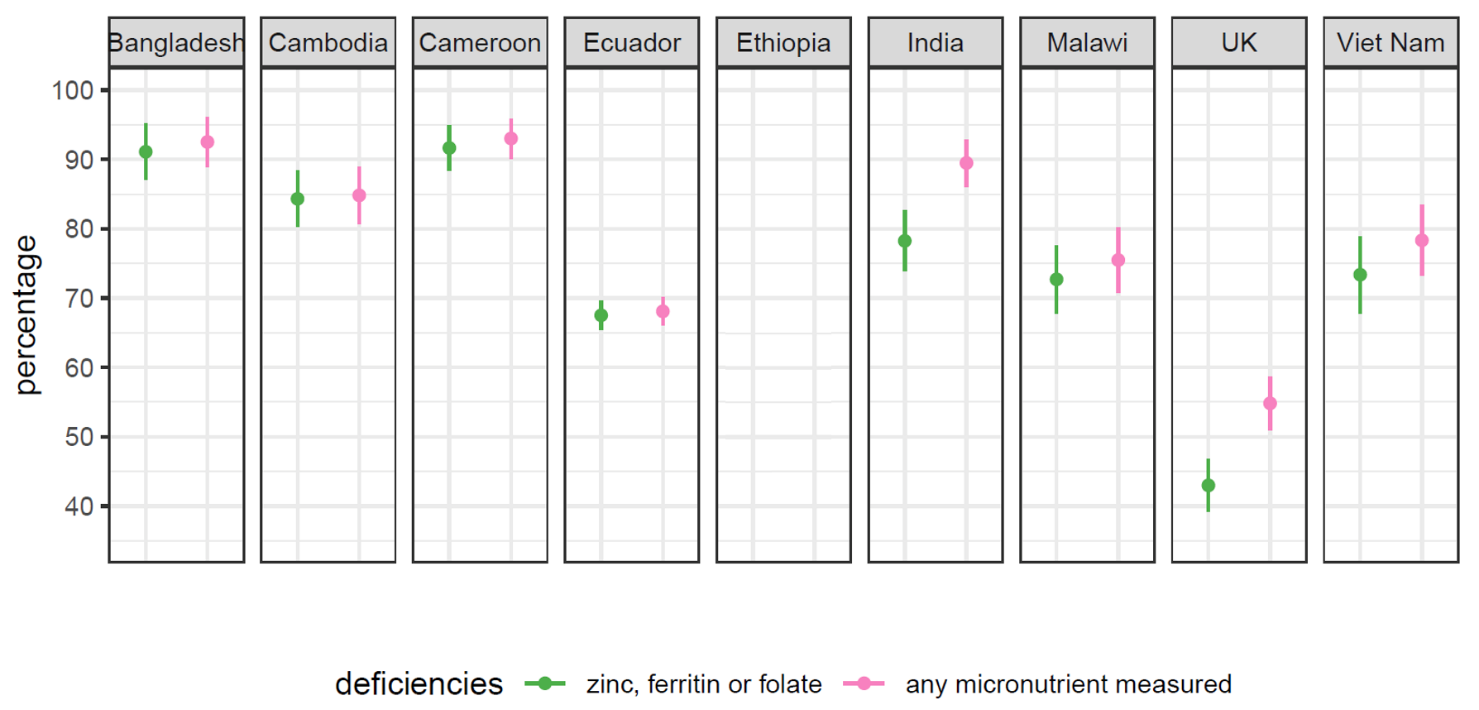 Bangladesh Cambodia Cameroon Ecuador Ethiopia India Malawi UK Viet Nam
100
90
80
70
60
50
40
percentage
deficiencies zinc, ferritin or folate any micronutrient measured